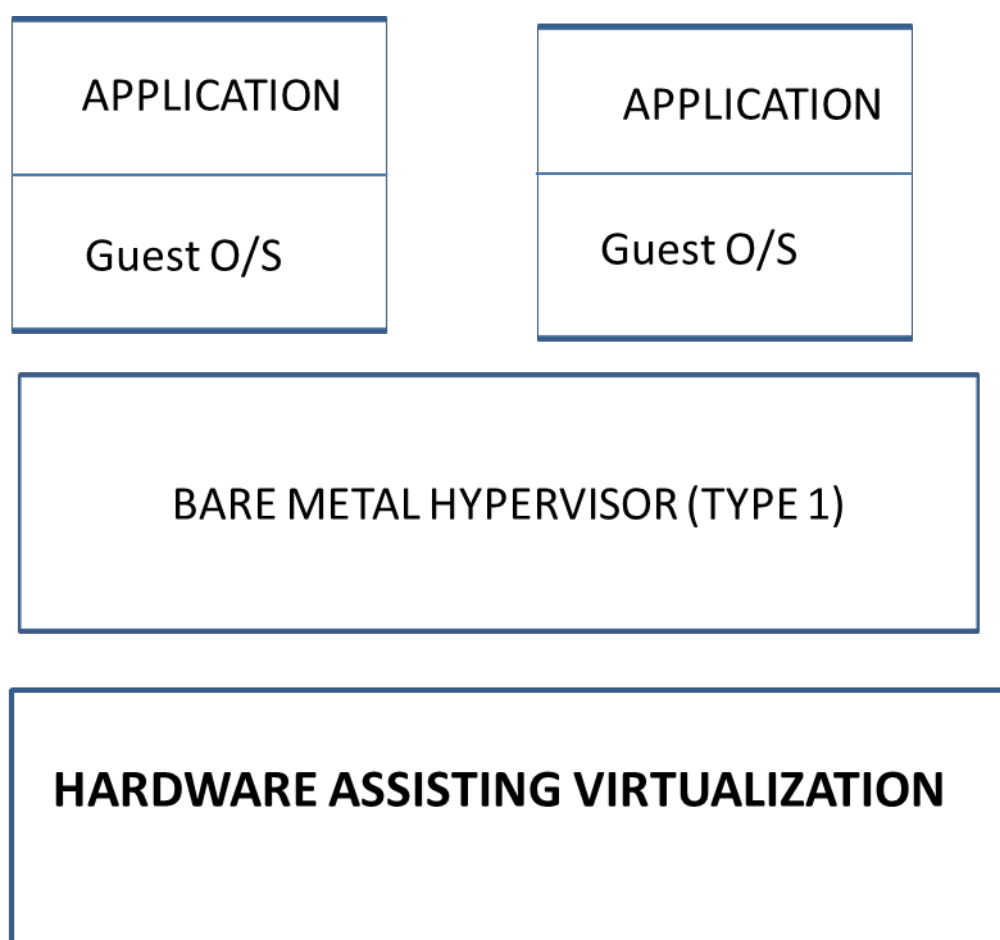 APPLICATION
APPLICATION
Guest O/S
Guest O/S
BARE METAL HYPERVISOR (TYPE 1)
HARDWARE ASSISTING VIRTUALIZATION